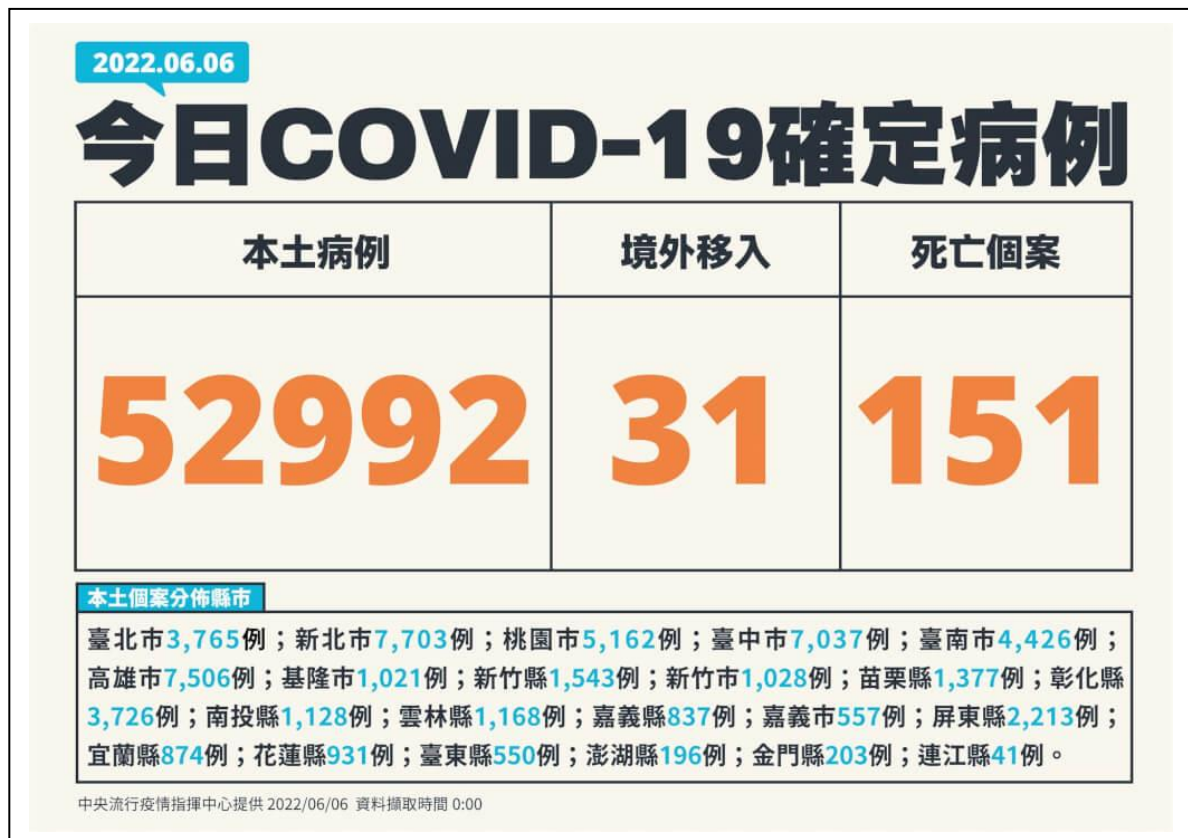 2022.06.06
今日COVID-19確定病例
本土病例
境外移入
死亡個案
52992
31
151
本土個案分佈縣市
臺北市3,765例；新北市7,703例；桃園市5,162例；臺中市7,037例；臺南市4,426例；
高雄市7,506例；基隆市1,021例；新竹縣1,543例；新竹市1,028例；苗栗縣1,377例；彰化縣
3,726例；南投縣1,128例；雲林縣1,168例；嘉義縣837例；嘉義市557例；屏東縣2,213例；
宜蘭縣874例；花蓮縣931例；臺東縣550例；澎湖縣196例；金門縣203例；連江縣41例。
中央流行疫情指揮中心提供 2022/06/06 資料擷取時間 0:00